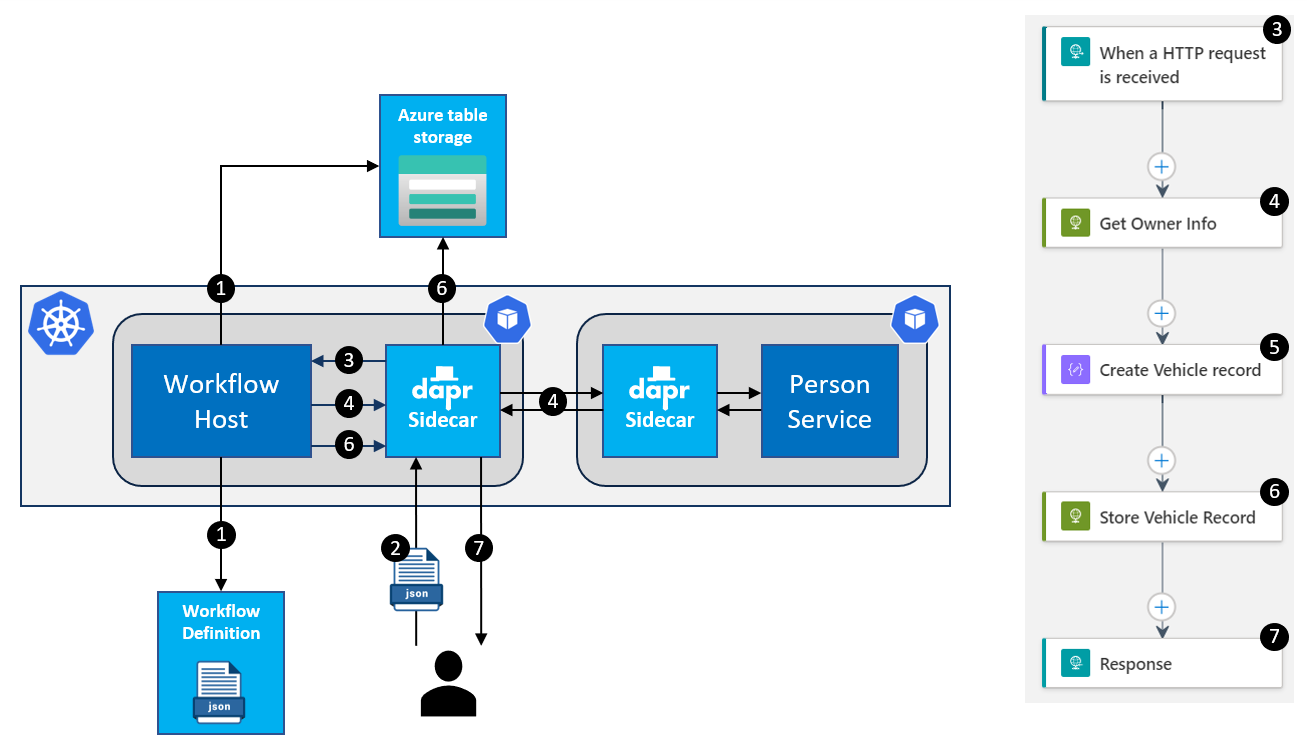 Azure table
storage
1
6
Workflow
Host
3
4
6
dapr
Sidecar
4
dapr
Sidecar
Person
Service
1
2
json
7
Workflow
Definition
json
3
When a HTTP request
is received
4
Get Owner Info
5
Create Vehicle record
6
Store Vehicle Record
7
Response